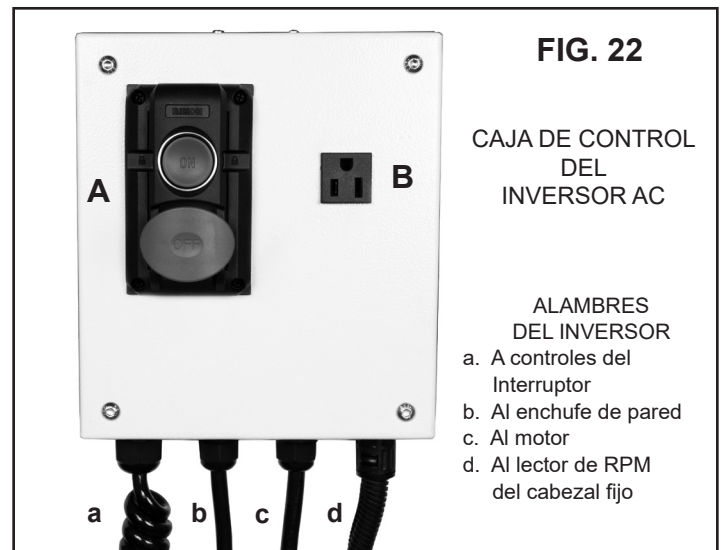 FIG. 22
CAJA DE CONTROL
DEL
INVERSOR AC
A
ON
B
OFF
ALAMBRES
DEL INVERSOR
a. A controles del
Interruptor
b. Al enchufe de pared
c. Al motor
d. Al lector de RPM
del cabezal fijo
a b c d